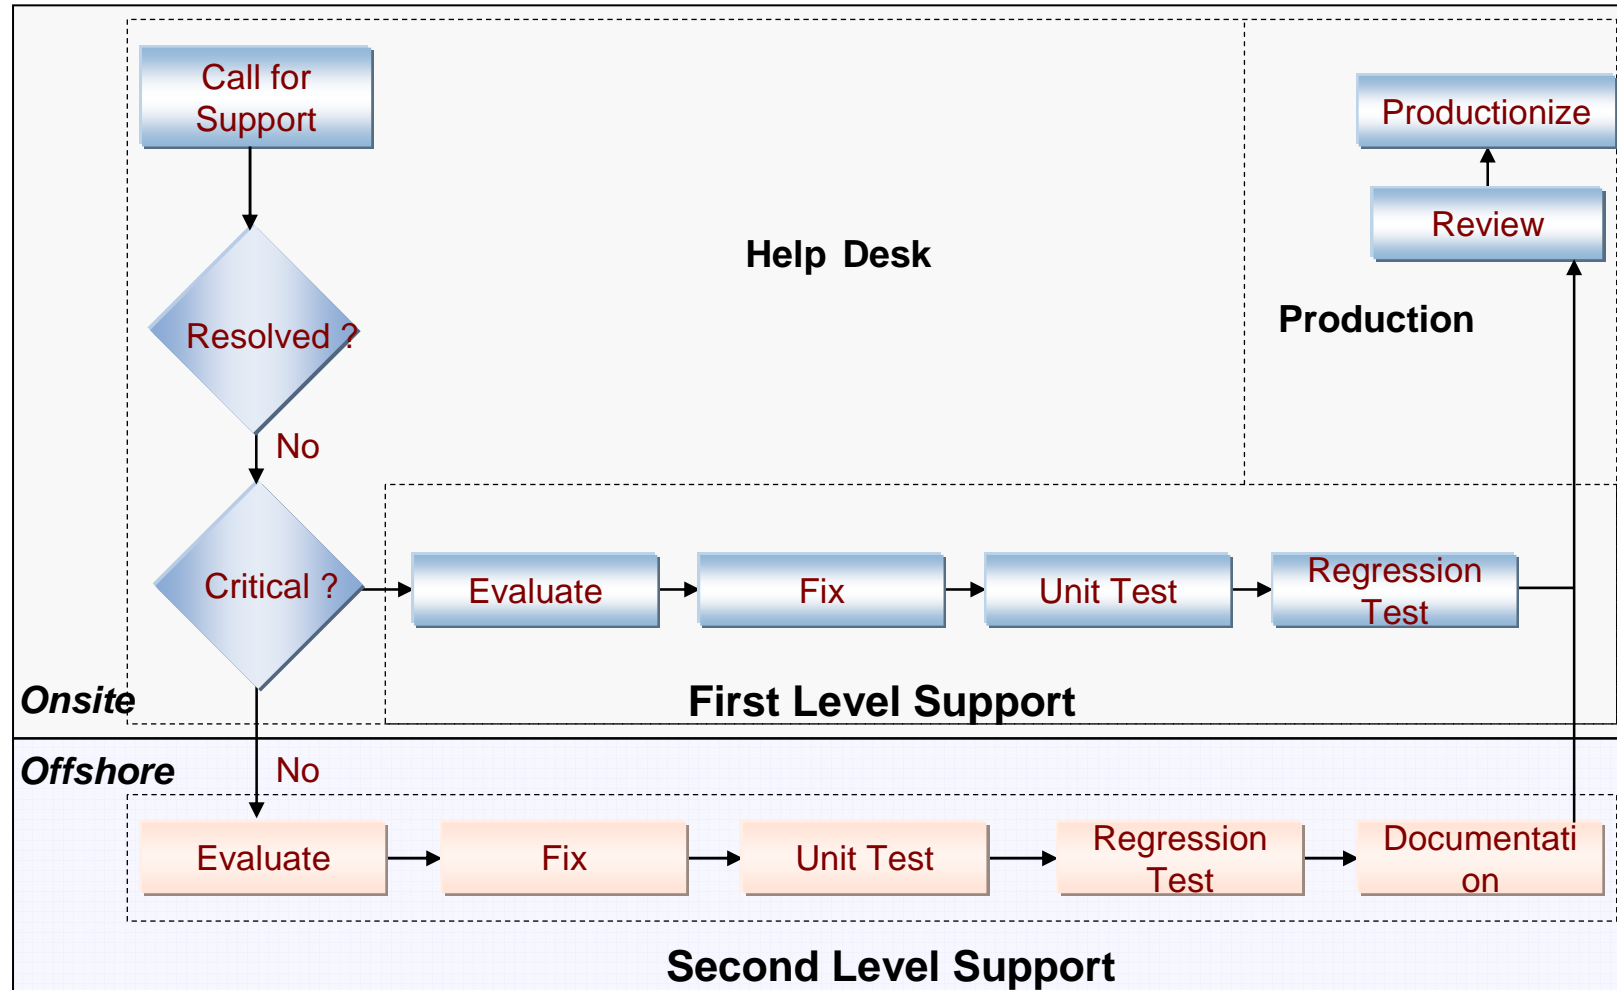 Call for
Support
Productionize
Review
Help Desk
Production
Resolved ?
No
Critical ?
Evaluate
Fix
Unit Test
Regression
Test
Onsite
First Level Support
Offshore
No
Evaluate
Fix
Unit Test
Regression
Test
Documentati
on
Second Level Support